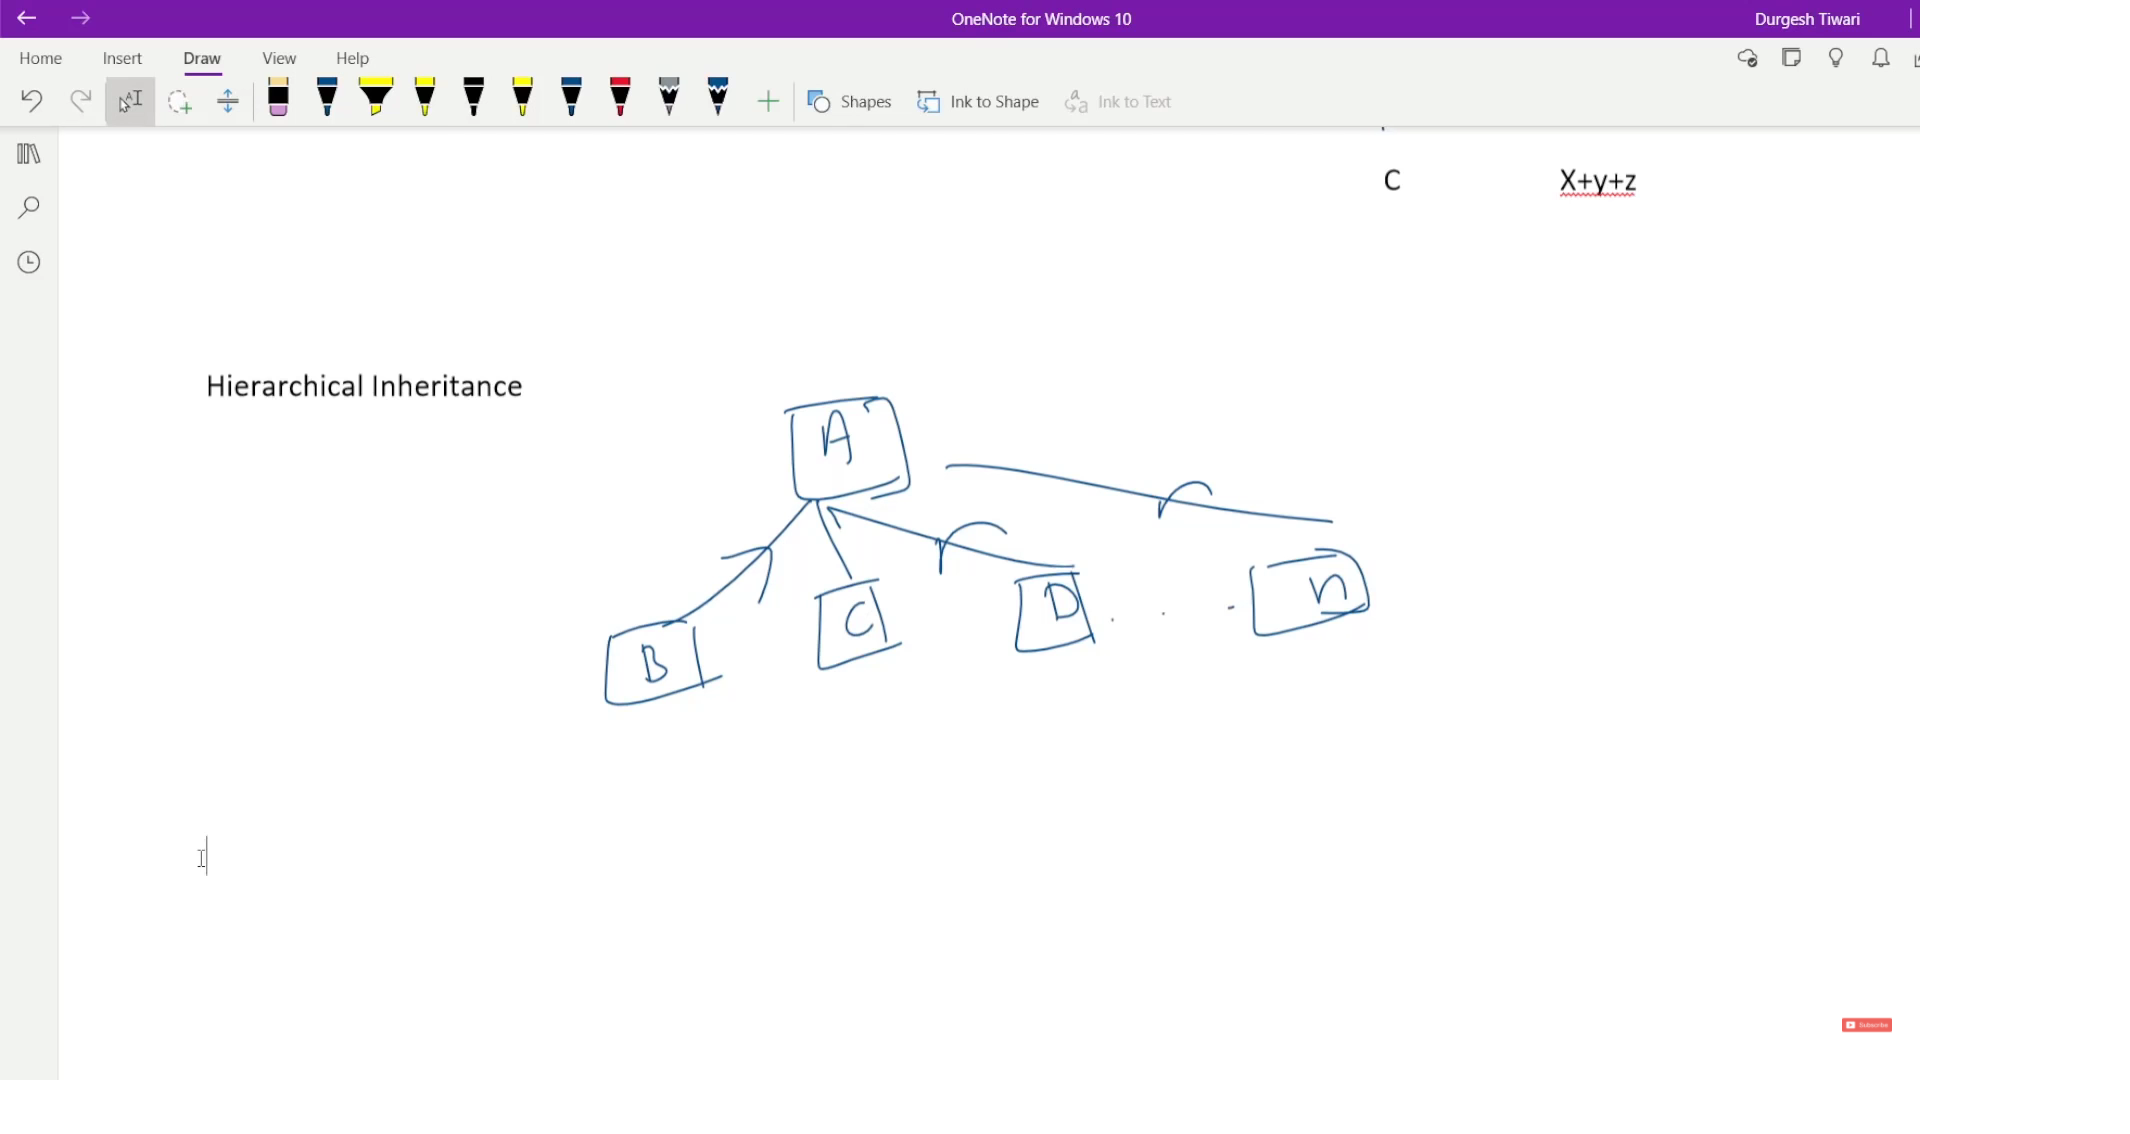 OneNote for Windows 10
Durgesh Tiwari
Home Insert Draw View Help
Shapes Ink to Shape Ink to Text
C X+y+z
Hierarchical Inheritance
A
B C D . . . n
Subscribe